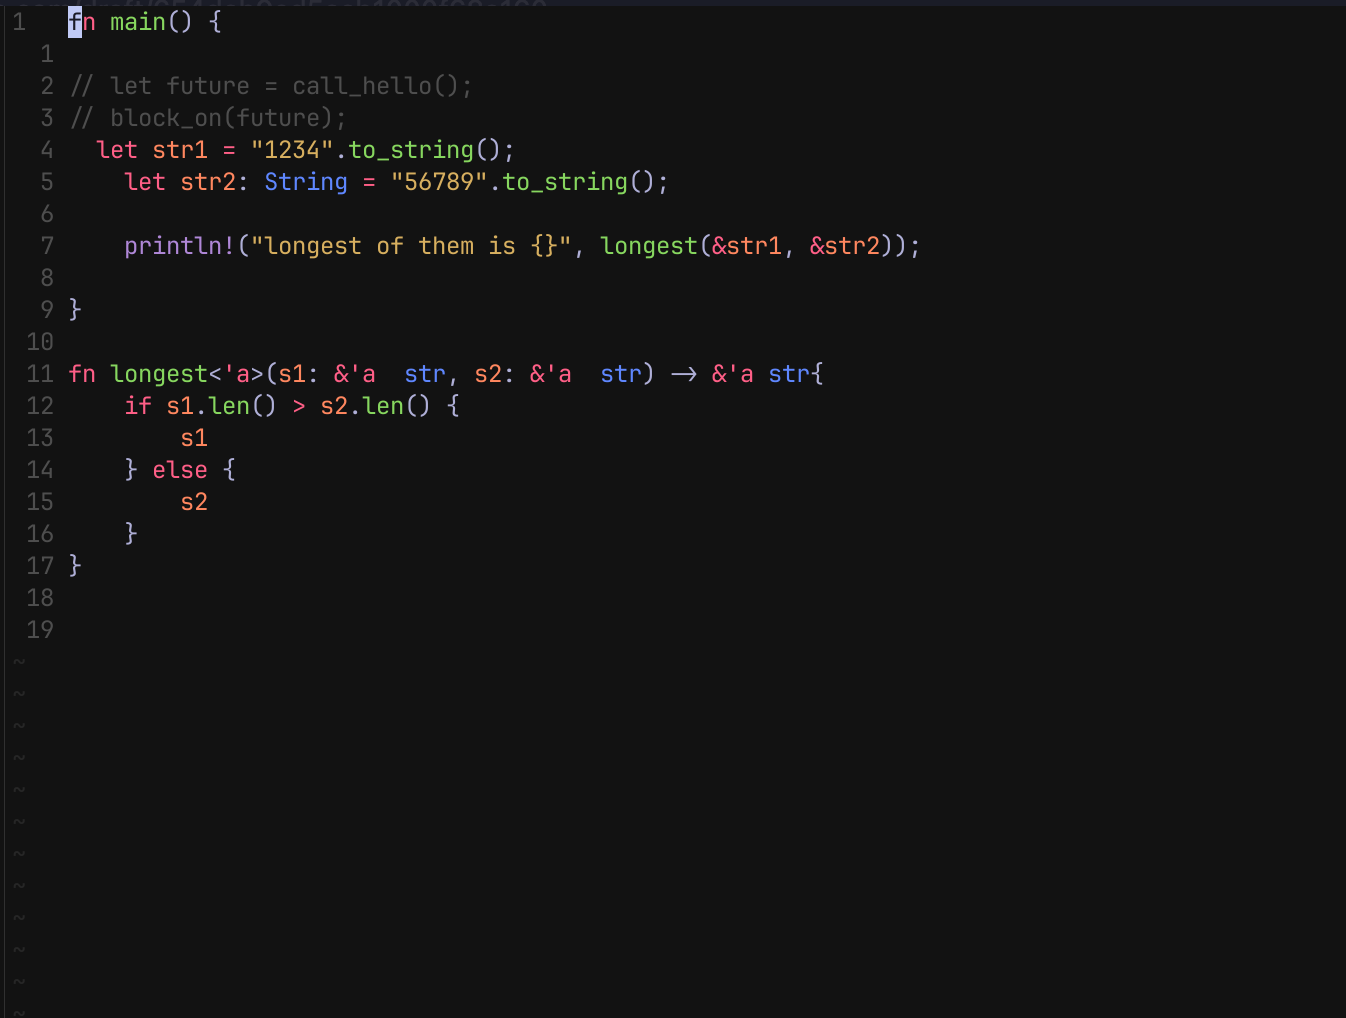 1 fn main() {
1
2 // let future = call_hello();
3 // block_on(future);
4 let str1 = "1234".to_string();
5 let str2: String = "56789".to_string();
6
7 println!("longest of them is {}", longest(&str1, &str2));
8
9 }
10
11 fn longest<'a>(s1: &'a  str, s2: &'a  str) -> &'a str{
12 if s1.len() > s2.len() {
13 s1
14 } else {
15 s2
16 }
17 }
18
19
~
~
~
~
~
~
~
~
~
~
~
~